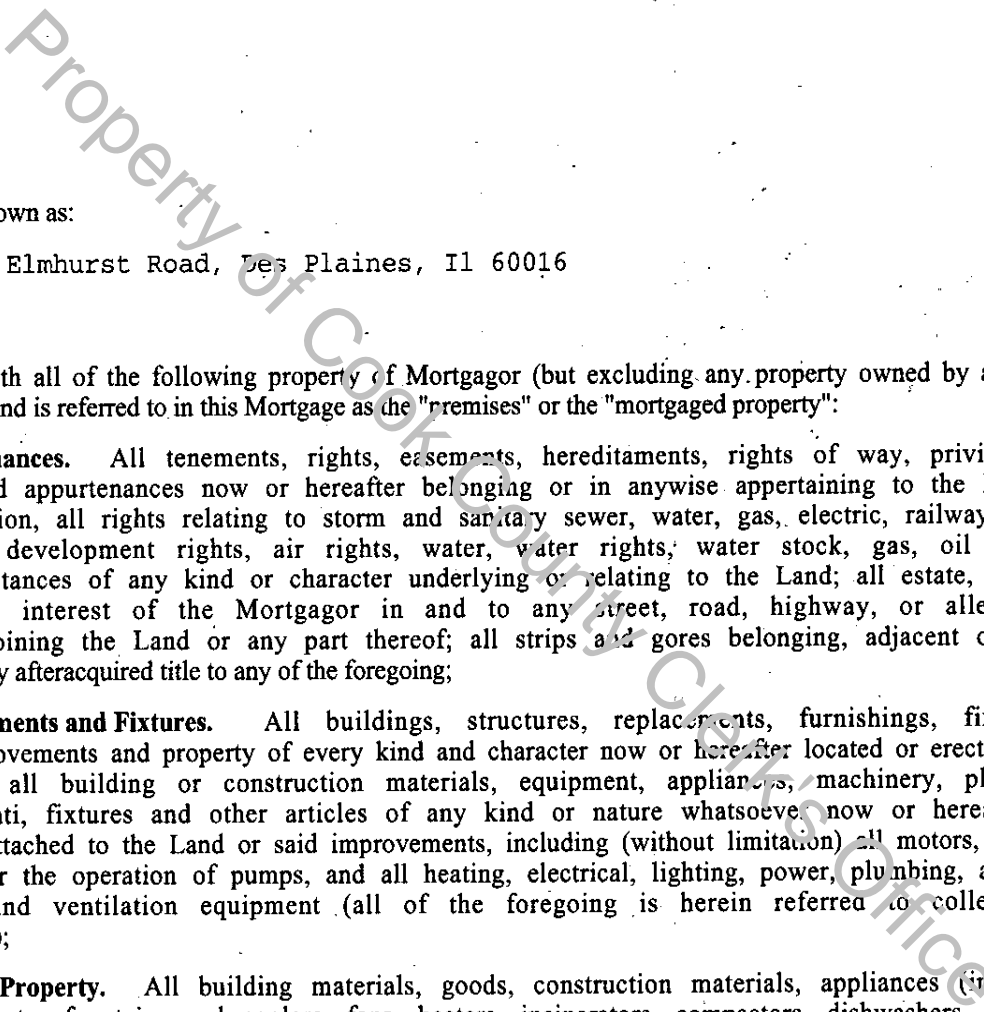 Property of Cook County Clerk's Office
own as:
Elmhurst Road, Des Plaines, Il 60016
th all of the following property of Mortgagor (but excluding any property owned by a
nd is referred to in this Mortgage as the "premises" or the "mortgaged property":
nances. All tenements, rights, easements, hereditaments, rights of way, privi
d appurtenances now or hereafter belonging or in anywise appertaining to the
ion, all rights relating to storm and sanitary sewer, water, gas, electric, railway
development rights, air rights, water, water rights, water stock, gas, oil
tances of any kind or character underlying or relating to the Land; all estate,
interest of the Mortgagor in and to any street, road, highway, or alle
oining the Land or any part thereof; all strips and gores belonging, adjacent o
y afteracquired title to any of the foregoing;
ments and Fixtures. All buildings, structures, replacements, furnishings, fi
ovements and property of every kind and character now or hereafter located or erect
all building or construction materials, equipment, appliances, machinery, pl
nti, fixtures and other articles of any kind or nature whatsoever now or here
ttached to the Land or said improvements, including (without limitation) all motors,
r the operation of pumps, and all heating, electrical, lighting, power, plumbing, a
nd ventilation equipment (all of the foregoing is herein referred to colle
);
Property. All building materials, goods, construction materials, appliances (in